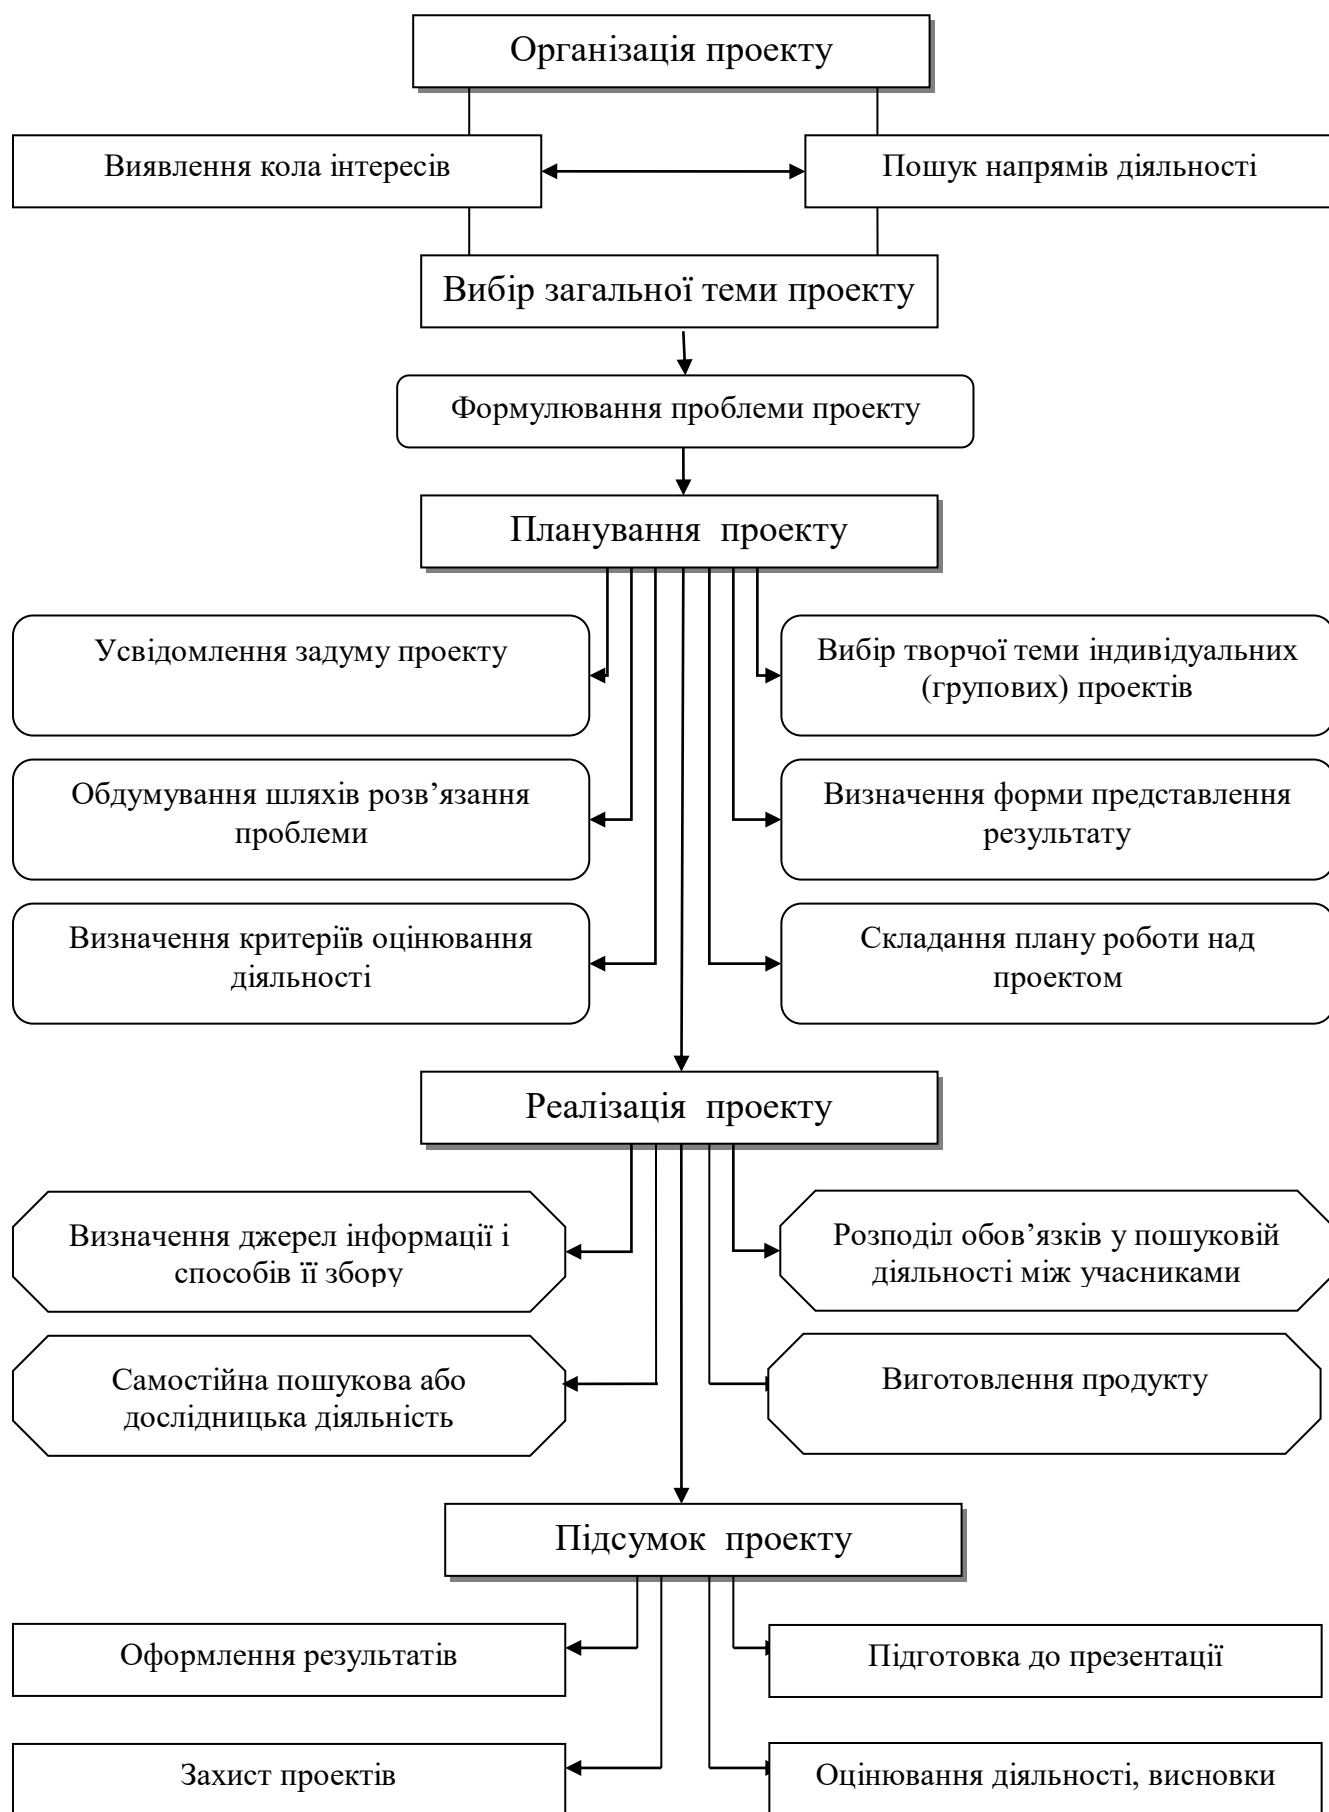 Організація проекту
Виявлення кола інтересів
Пошук напрямів діяльності
Вибір загальної теми проекту
Формулювання проблеми проекту
Планування проекту
Усвідомлення задуму проекту
Вибір творчої теми індивідуальних
(групових) проектів
Обдумування шляхів розв’язання
проблеми
Визначення форми представлення
результату
Визначення критеріїв оцінювання
діяльності
Складання плану роботи над
проектом
Реалізація проекту
Визначення джерел інформації і
способів її збору
Розподіл обов’язків у пошуковій
діяльності між учасниками
Самостійна пошукова або
дослідницька діяльність
Виготовлення продукту
Підсумок проекту
Оформлення результатів
Підготовка до презентації
Захист проектів
Оцінювання діяльності, висновки